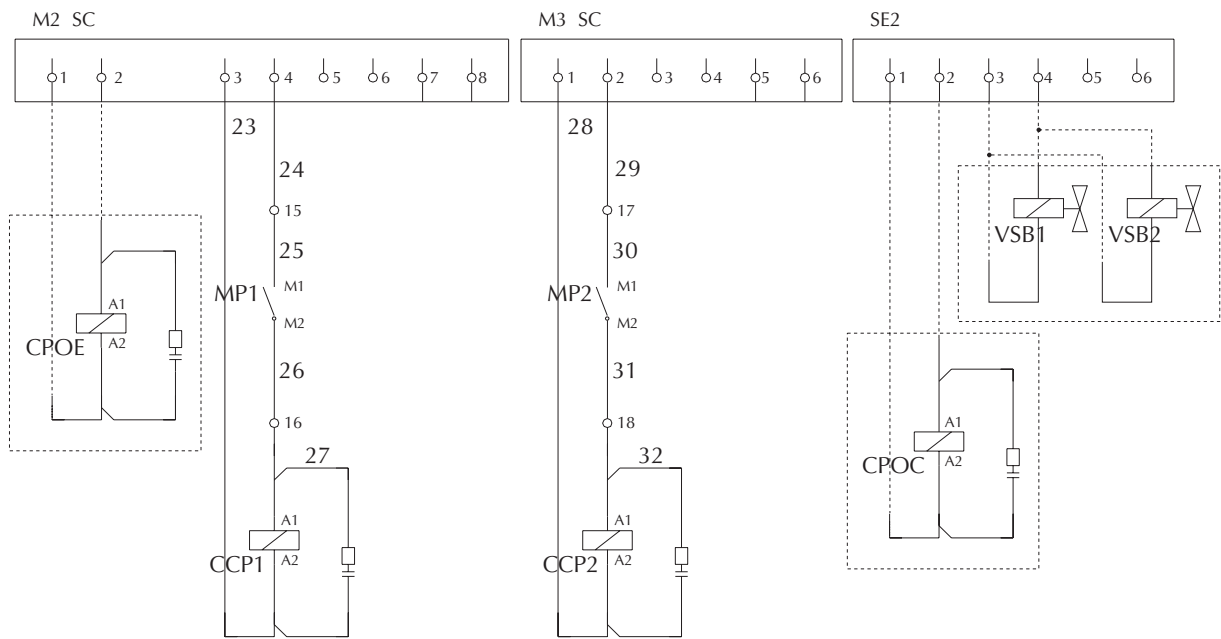 M2 SC M3 SC SE2
1 2 3 4 5 6 7 8 1 2 3 4 5 6 1 2 3 4 5 6
23 28
24 29
15 17
25 30
VSB1 VSB2
MP1 M1 MP2 M1
M2 M2
A1
CPOE A2
26 31
16 18
A1
CPOC A2
27 32
A1 A1
CCP1 A2 CCP2 A2